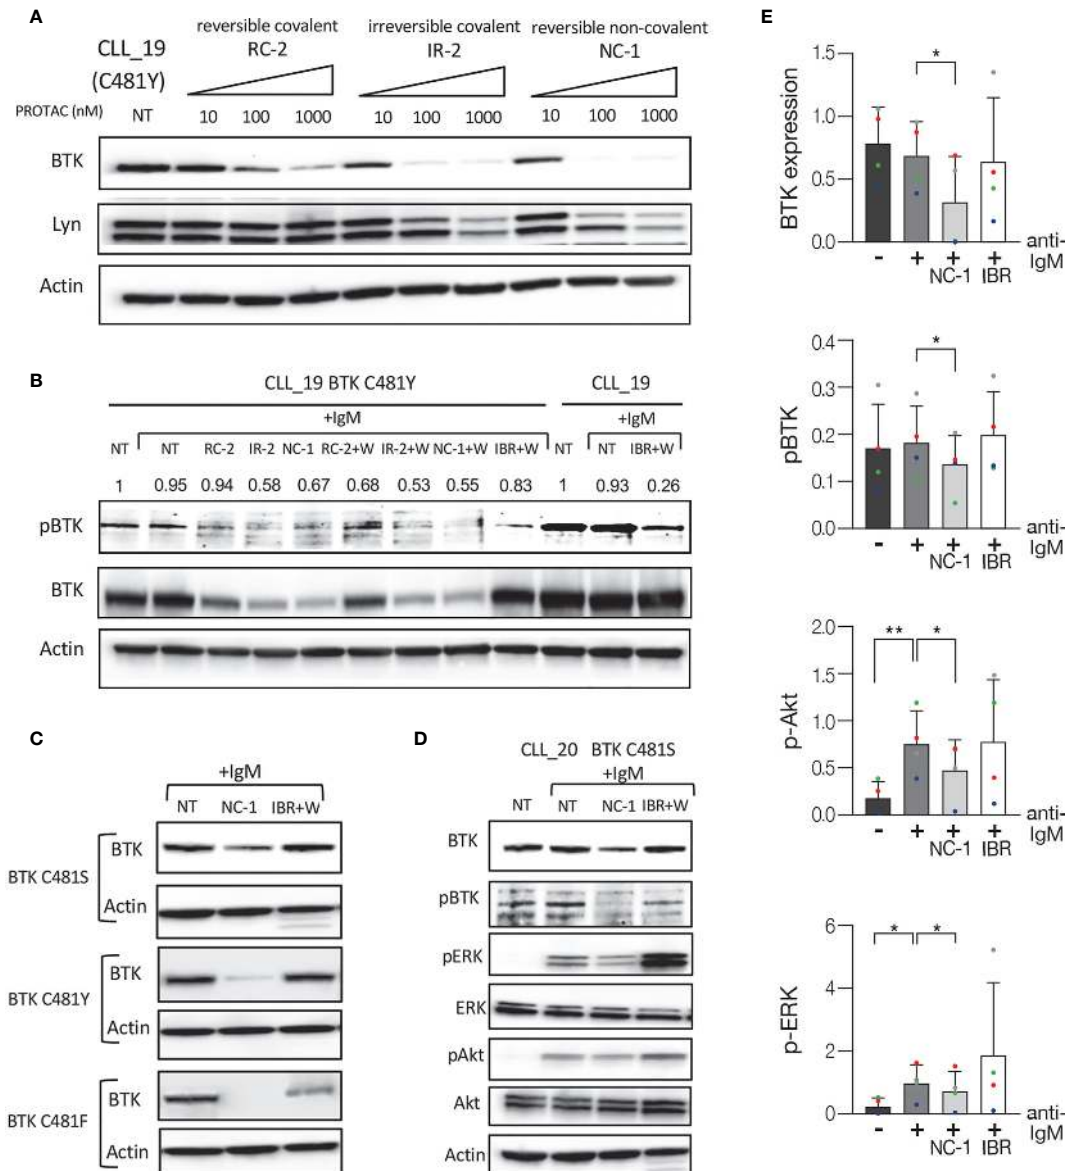 A
reversible covalent irreversible covalent reversible non-covalent
CLL_19 RC-2 IR-2 NC-1
(C481Y)
PROTAC (nM) NT 10 100 1000 10 100 1000 10 100 1000
BTK
Lyn
Actin
B
CLL_19 BTK C481Y CLL_19
+IgM +IgM
NT NT RC-2 IR-2 NC-1 RC-2+W IR-2+W NC-1+W IBR+W NT NT IBR+W
1 0.95 0.94 0.58 0.67 0.68 0.53 0.55 0.83 1 0.93 0.26
pBTK
BTK
Actin
C
+IgM
NT NC-1 IBR+W
BTK
BTK C481S
Actin
BTK
BTK C481Y
Actin
BTK
BTK C481F
Actin
D
CLL_20 BTK C481S
+IgM
NT NT NC-1 IBR+W
BTK
pBTK
pERK
ERK
pAkt
Akt
Actin
E
BTK expression
1.5
1.0
0.5
0.0
*
- + + + anti-
NC-1 IBR IgM
pBTK
0.4
0.3
0.2
0.1
0.0
*
- + + + anti-
NC-1 IBR IgM
p-Akt
2.0
1.5
1.0
0.5
0.0
** *
- + + + anti-
NC-1 IBR IgM
p-ERK
6
4
2
0
* *
- + + + anti-
NC-1 IBR IgM